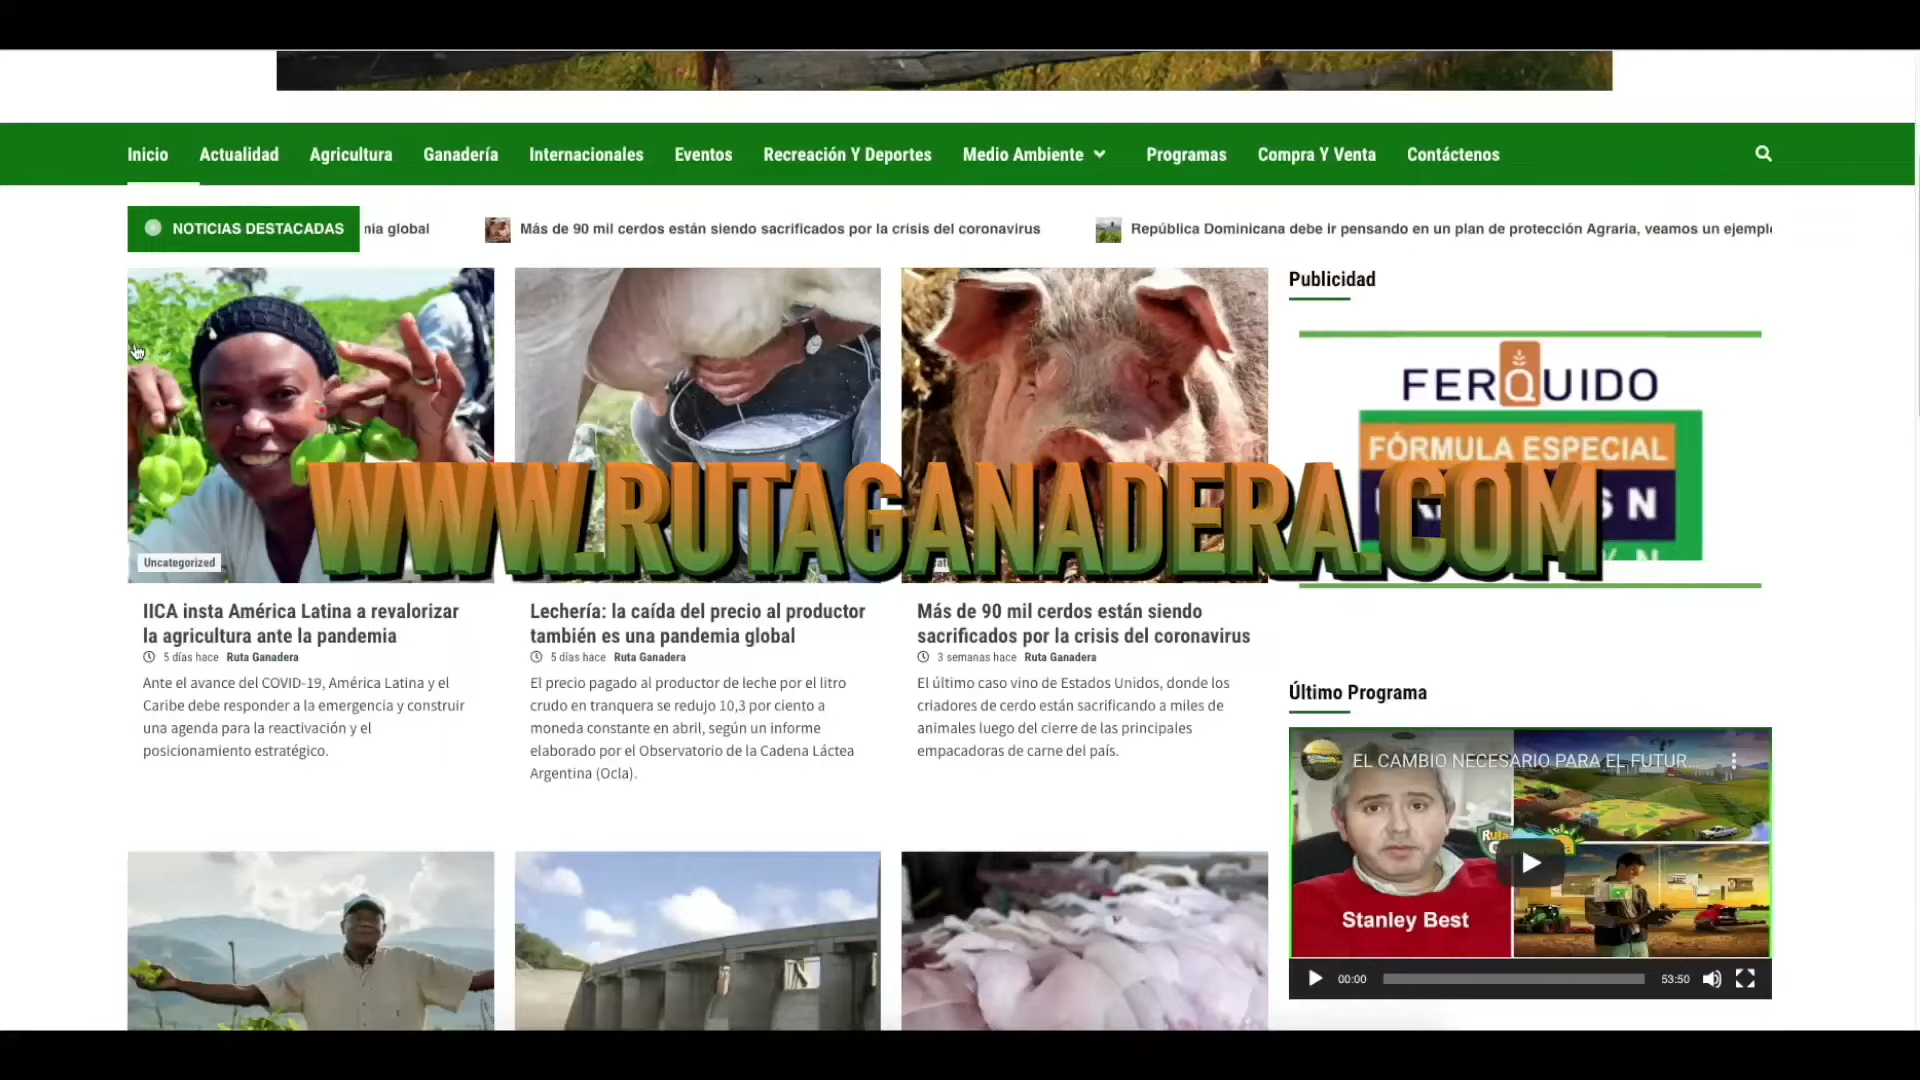 Inicio Actualidad Agricultura Ganadería Internacionales Eventos Recreación Y Deportes Medio Ambiente Programas Compra Y Venta Contáctenos
NOTICIAS DESTACADAS nia global Más de 90 mil cerdos están siendo sacrificados por la crisis del coronavirus República Dominicana debe ir pensando en un plan de protección Agraria, veamos un ejempl
Publicidad
FERQUIDO
FÓRMULA ESPECIAL
WWW.RUTAGANADERA.COM
Uncategorized
IICA insta América Latina a revalorizar
la agricultura ante la pandemia
5 días hace Ruta Ganadera
Ante el avance del COVID-19, América Latina y el
Caribe debe responder a la emergencia y construir
una agenda para la reactivación y el
posicionamiento estratégico.
Lechería: la caída del precio al productor
también es una pandemia global
5 días hace Ruta Ganadera
El precio pagado al productor de leche por el litro
crudo en tranquera se redujo 10,3 por ciento a
moneda constante en abril, según un informe
elaborado por el Observatorio de la Cadena Láctea
Argentina (Ocla).
Más de 90 mil cerdos están siendo
sacrificados por la crisis del coronavirus
3 semanas hace Ruta Ganadera
El último caso vino de Estados Unidos, donde los
criadores de cerdo están sacrificando a miles de
animales luego del cierre de las principales
empacadoras de carne del país.
Último Programa
EL CAMBIO NECESARIO PARA EL FUTUR...
Stanley Best
00:00 53:50